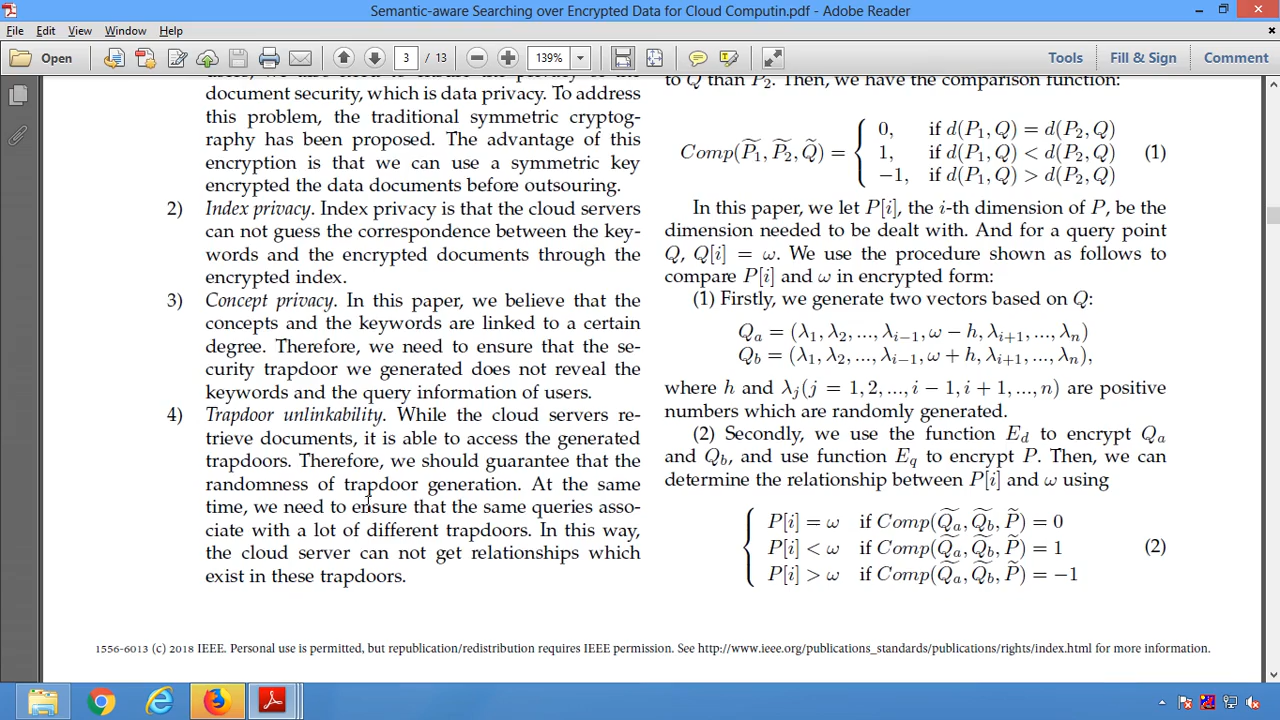 Semantic-aware Searching over Encrypted Data for Cloud Computin.pdf - Adobe Reader
File Edit View Window Help
Open 3 / 13 139% Tools Fill & Sign Comment
document security, which is data privacy. To address
this problem, the traditional symmetric cryptog-
raphy has been proposed. The advantage of this
encryption is that we can use a symmetric key
encrypted the data documents before outsouring.
2) Index privacy. Index privacy is that the cloud servers
can not guess the correspondence between the key-
words and the encrypted documents through the
encrypted index.
3) Concept privacy. In this paper, we believe that the
concepts and the keywords are linked to a certain
degree. Therefore, we need to ensure that the se-
curity trapdoor we generated does not reveal the
keywords and the query information of users.
4) Trapdoor unlinkability. While the cloud servers re-
trieve documents, it is able to access the generated
trapdoors. Therefore, we should guarantee that the
randomness of trapdoor generation. At the same
time, we need to ensure that the same queries asso-
ciate with a lot of different trapdoors. In this way,
the cloud server can not get relationships which
exist in these trapdoors.
to Q than P₂. Then, we have the comparison function:
Comp(P̃₁, P̃₂, Q̃) = { 0, if d(P₁, Q) = d(P₂, Q)
1, if d(P₁, Q) < d(P₂, Q) (1)
−1, if d(P₁, Q) > d(P₂, Q)
In this paper, we let P[i], the i-th dimension of P, be the
dimension needed to be dealt with. And for a query point
Q, Q[i] = ω. We use the procedure shown as follows to
compare P[i] and ω in encrypted form:
(1) Firstly, we generate two vectors based on Q:
Qₐ = (λ₁, λ₂, ..., λᵢ₋₁, ω − h, λᵢ₊₁, ..., λₙ)
Q_b = (λ₁, λ₂, ..., λᵢ₋₁, ω + h, λᵢ₊₁, ..., λₙ),
where h and λⱼ(j = 1, 2, ..., i − 1, i + 1, ..., n) are positive
numbers which are randomly generated.
(2) Secondly, we use the function E_d to encrypt Qₐ
and Q_b, and use function E_q to encrypt P. Then, we can
determine the relationship between P[i] and ω using
{ P[i] = ω if Comp(Q̃ₐ, Q̃_b, P̃) = 0
P[i] < ω if Comp(Q̃ₐ, Q̃_b, P̃) = 1 (2)
P[i] > ω if Comp(Q̃ₐ, Q̃_b, P̃) = −1
1556-6013 (c) 2018 IEEE. Personal use is permitted, but republication/redistribution requires IEEE permission. See http://www.ieee.org/publications_standards/publications/rights/index.html for more information.